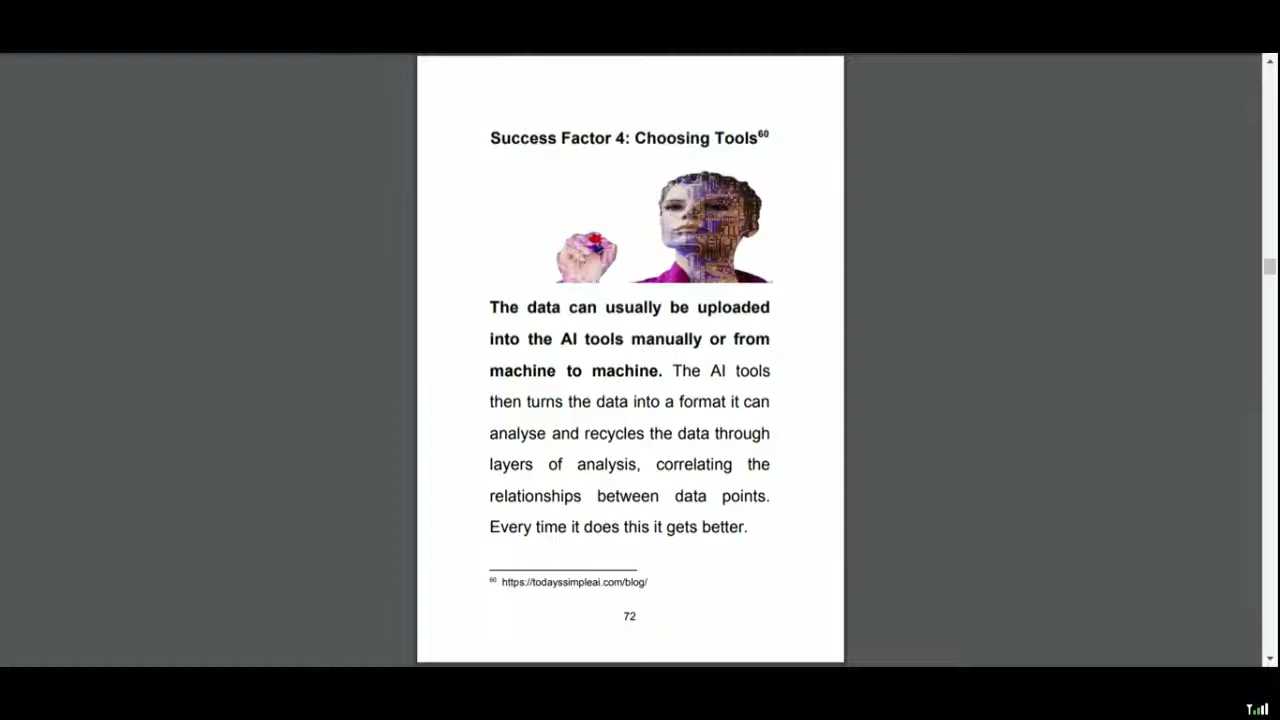 Success Factor 4: Choosing Tools60
The data can usually be uploaded
into the AI tools manually or from
machine to machine. The AI tools
then turns the data into a format it can
analyse and recycles the data through
layers of analysis, correlating the
relationships between data points.
Every time it does this it gets better.
60 https://todayssimpleai.com/blog/
72